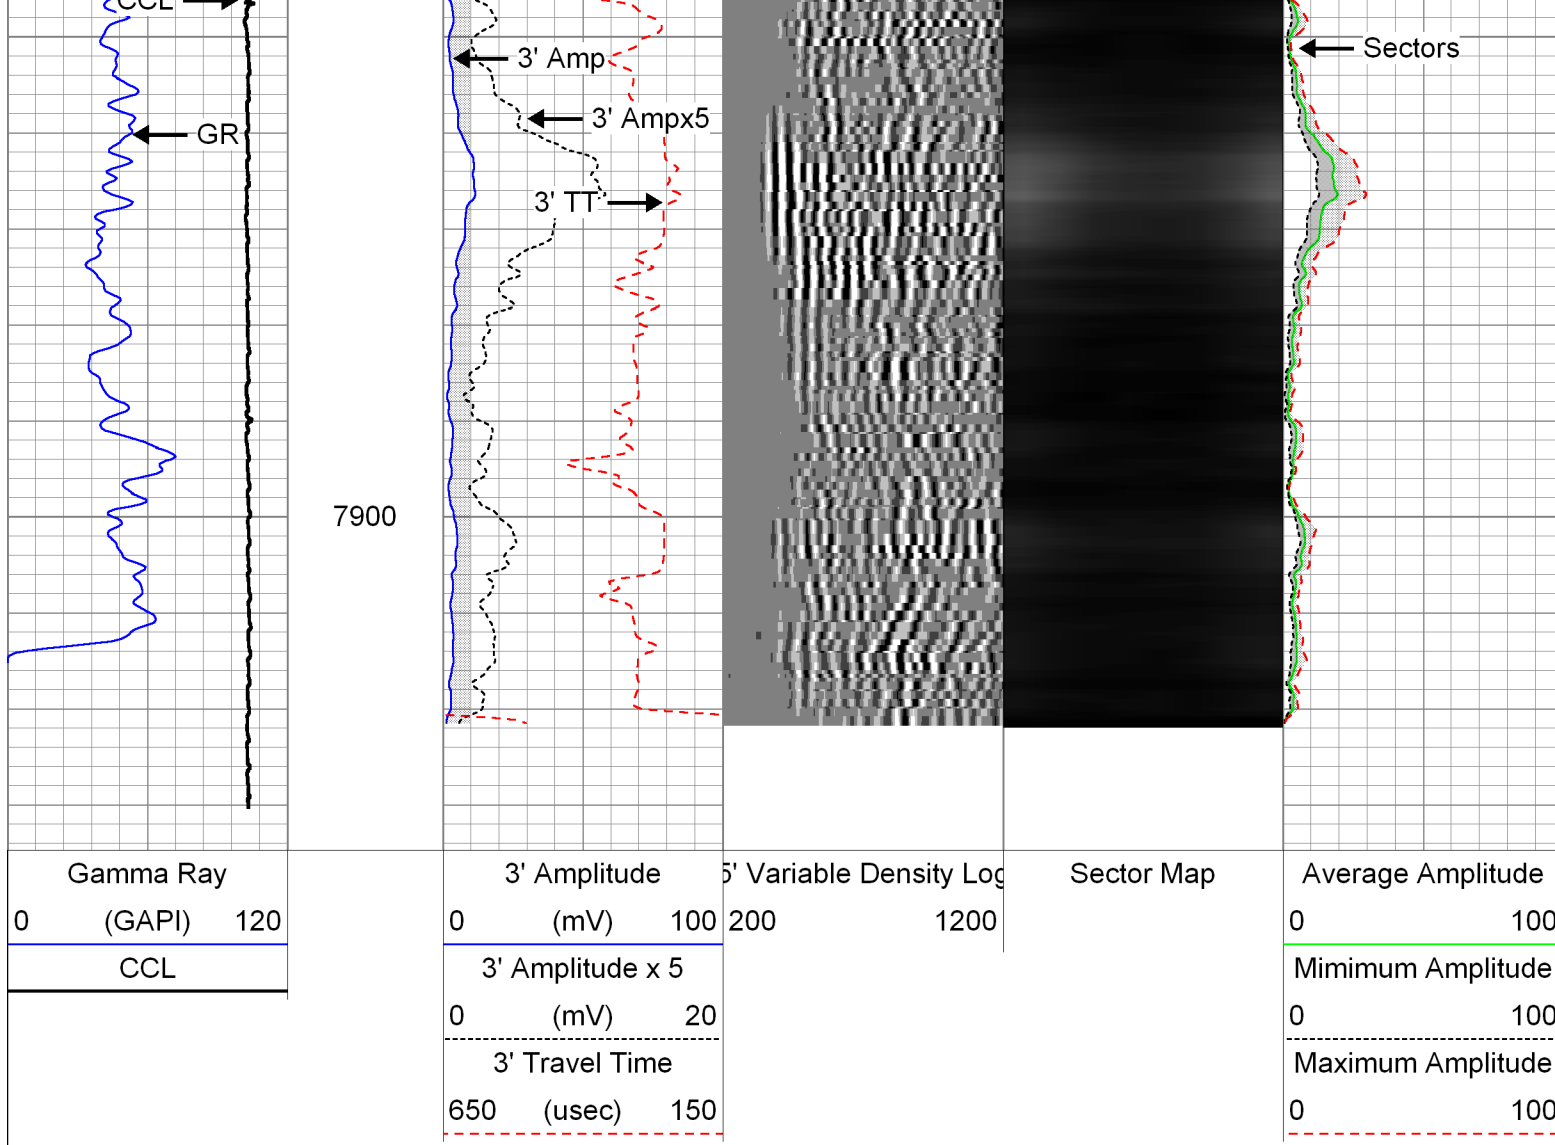 CCL
3' Amp
Sectors
3' Ampx5
GR
3' TT
7900
Gamma Ray
0 (GAPI) 120
CCL
3' Amplitude
0 (mV) 100
3' Amplitude x 5
0 (mV) 20
3' Travel Time
650 (usec) 150
5' Variable Density Log
200 1200
Sector Map
Average Amplitude
0 100
Mimimum Amplitude
0 100
Maximum Amplitude
0 100